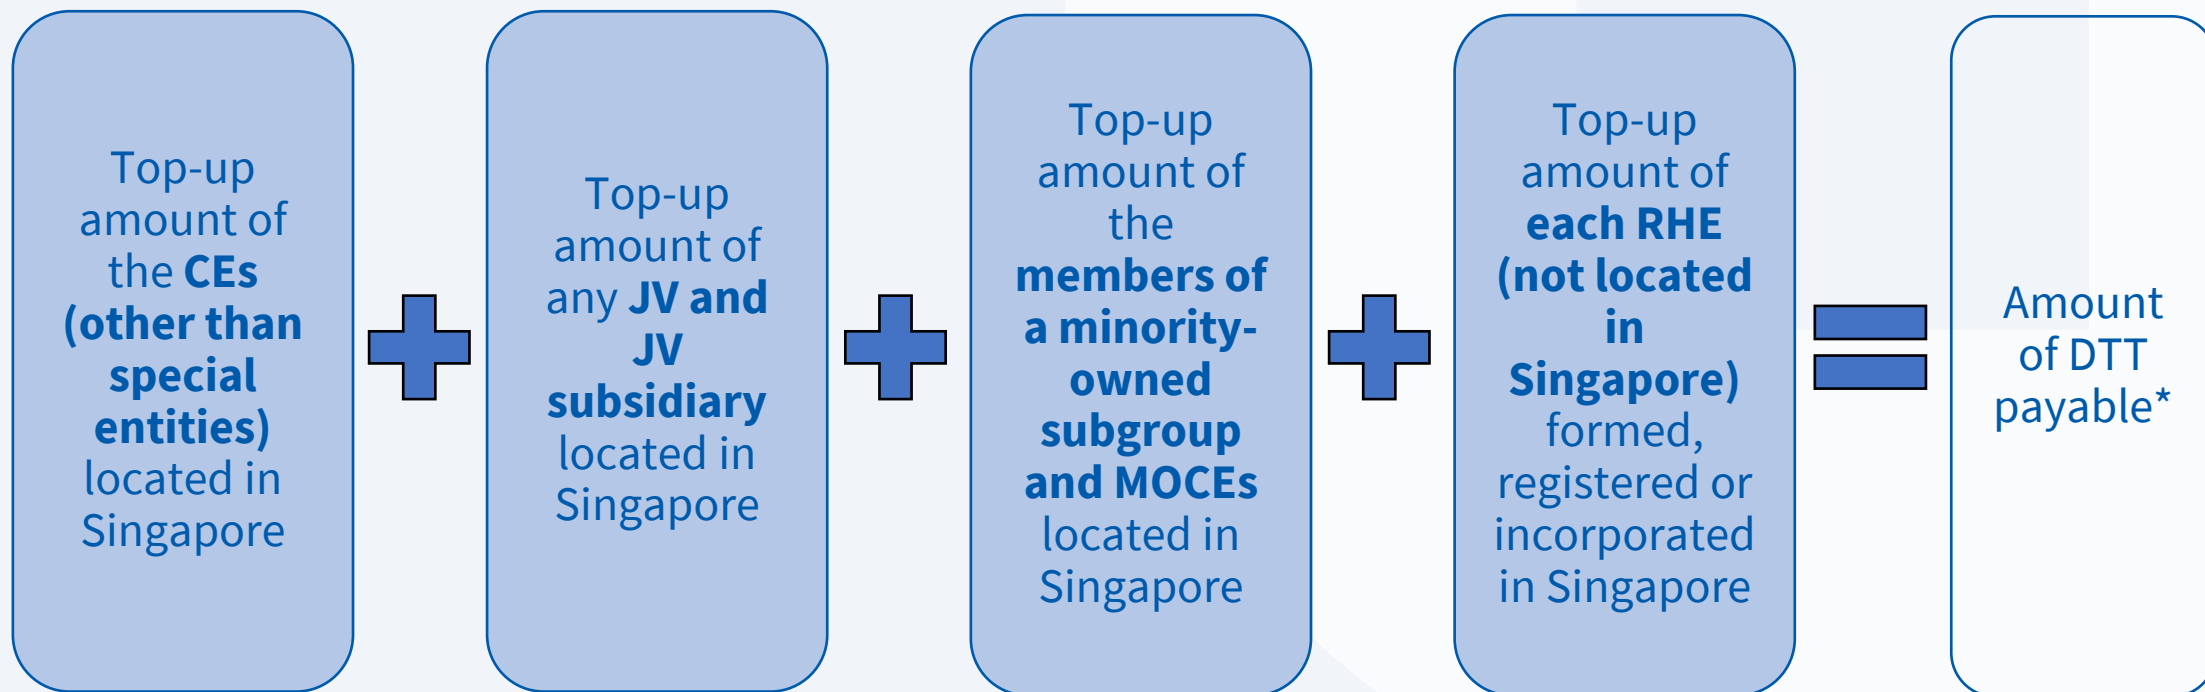 Top-up
amount of
the CEs
(other than
special
entities)
located in
Singapore
Top-up
amount of
any JV and
JV
subsidiary
located in
Singapore
Top-up
amount of
the
members of
a minority-
owned
subgroup
and MOCEs
located in
Singapore
Top-up
amount of
each RHE
(not located
in
Singapore)
formed,
registered or
incorporated
in Singapore
Amount
of DTT
payable*